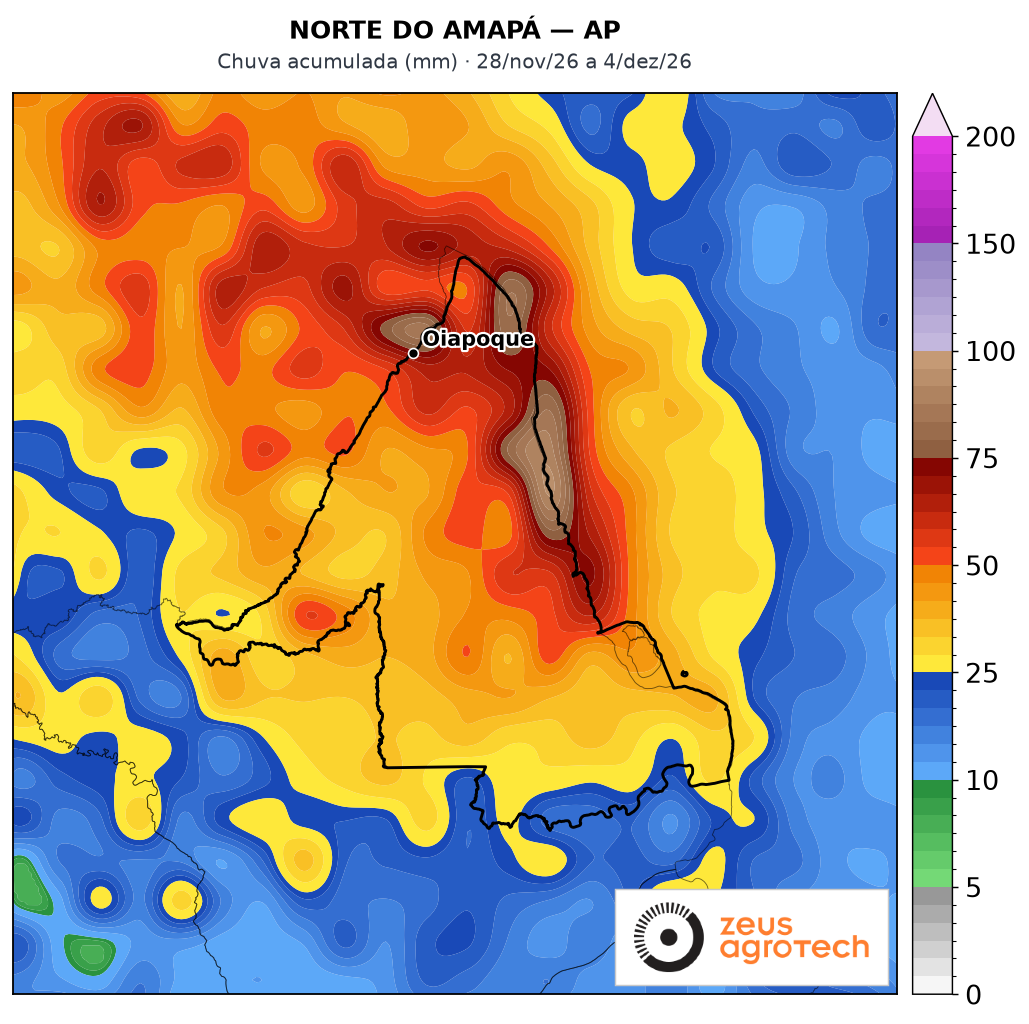 NORTE DO AMAPÁ — AP
Chuva acumulada (mm) · 28/nov/26 a 4/dez/26
200
150
100
75
50
25
10
5
0
Oiapoque
zeus
agrotech